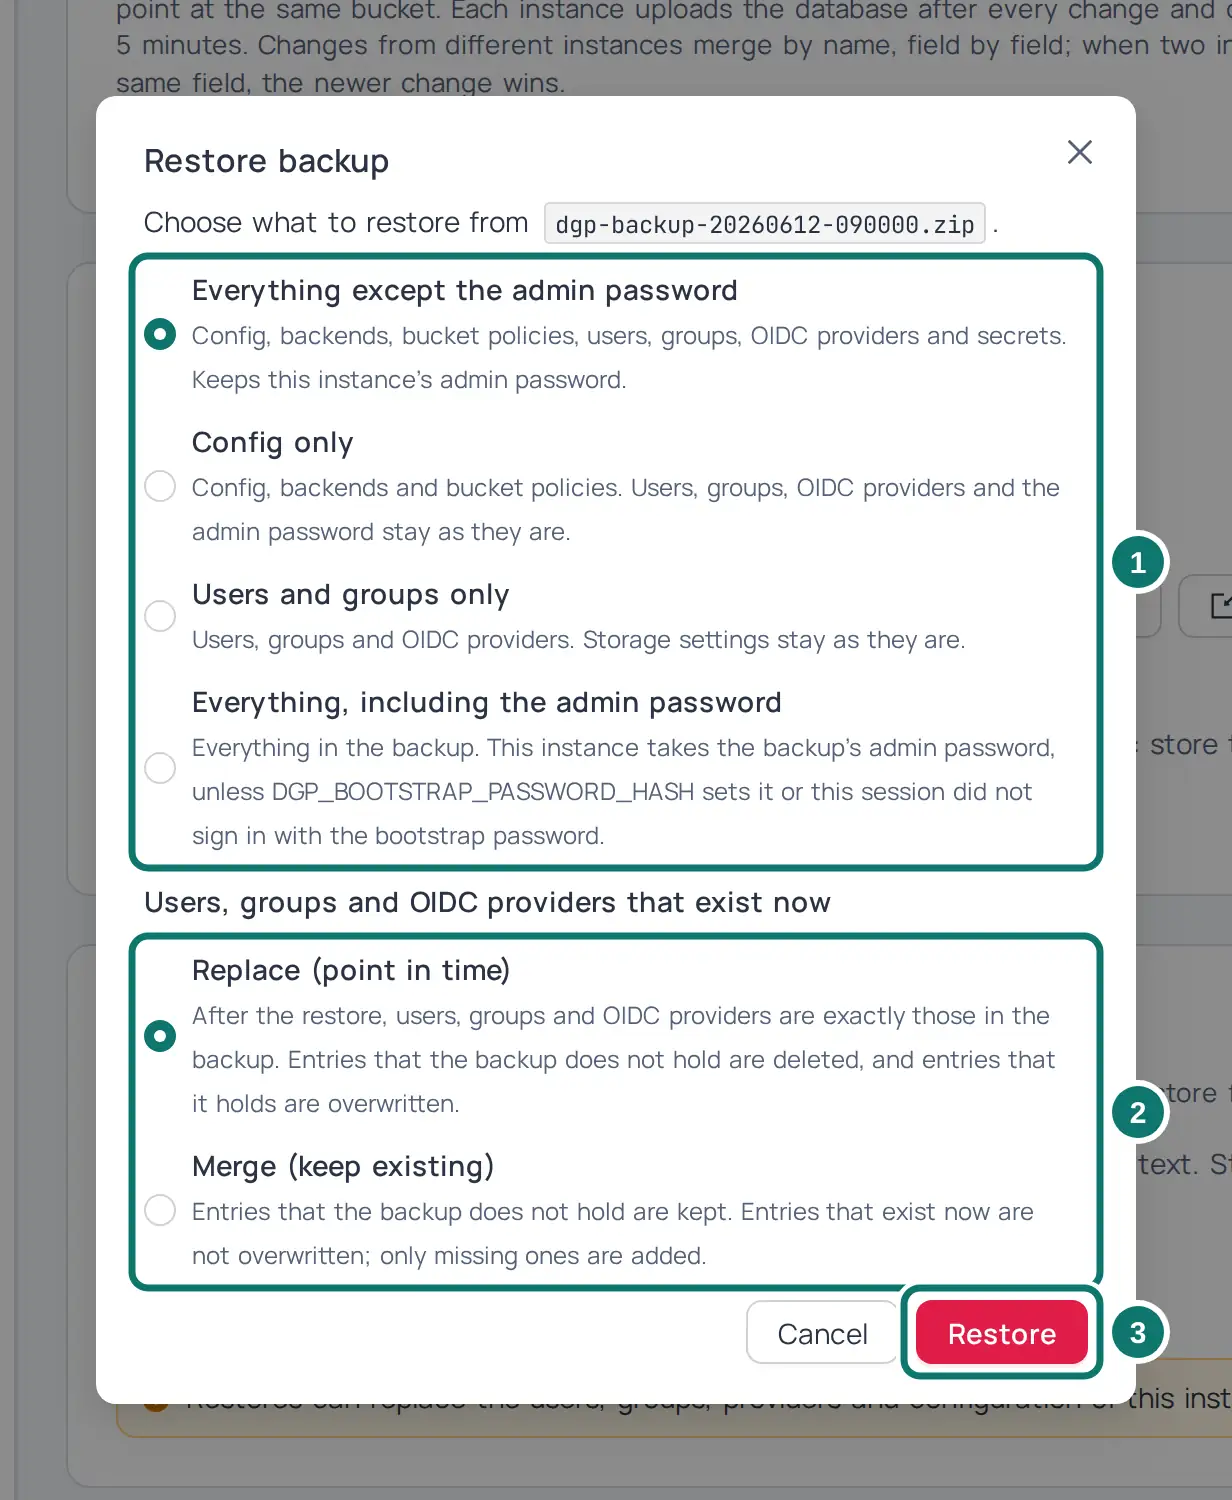 point at the same bucket. Each instance uploads the database after every change and
5 minutes. Changes from different instances merge by name, field by field; when two
same field, the newer change wins.
Restore backup
Choose what to restore from dgp-backup-20260612-090000.zip .
Everything except the admin password
Config, backends, bucket policies, users, groups, OIDC providers and secrets.
Keeps this instance's admin password.
Config only
Config, backends and bucket policies. Users, groups, OIDC providers and the
admin password stay as they are.
1
Users and groups only
Users, groups and OIDC providers. Storage settings stay as they are.
Everything, including the admin password
Everything in the backup. This instance takes the backup's admin password,
store
unless DGP_BOOTSTRAP_PASSWORD_HASH sets it or this session did not
sign in with the bootstrap password.
Users, groups and OIDC providers that exist now
Replace (point in time)
After the restore, users, groups and OIDC providers are exactly those in the
backup. Entries that the backup does not hold are deleted, and entries that
it holds are overwritten.
2
Merge (keep existing)
text.
Entries that the backup does not hold are kept. Entries that exist now are
not overwritten; only missing ones are added.
Cancel
Restore
3
Restores can replace the users, groups, providers and configuration of this